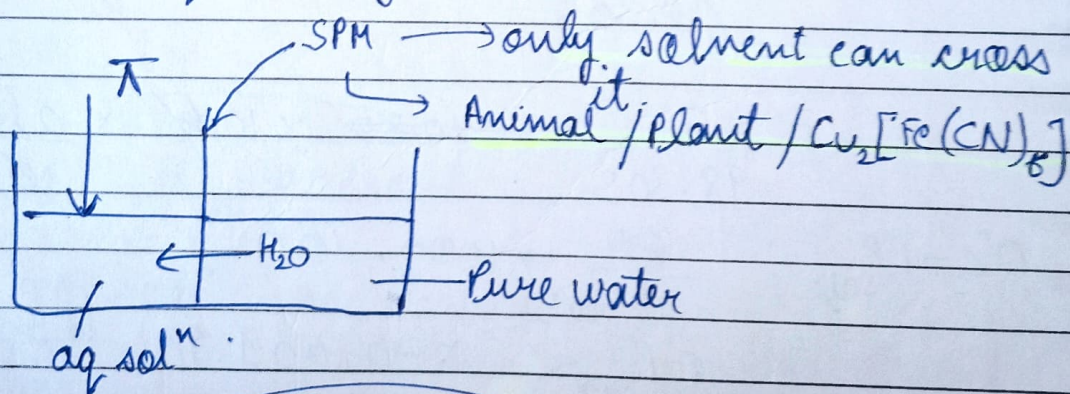 SPM → only solvent can cross
it.
π
Animal / Plant / Cu₂[Fe(CN)₆]
← H₂O
Pure water
aq solⁿ.